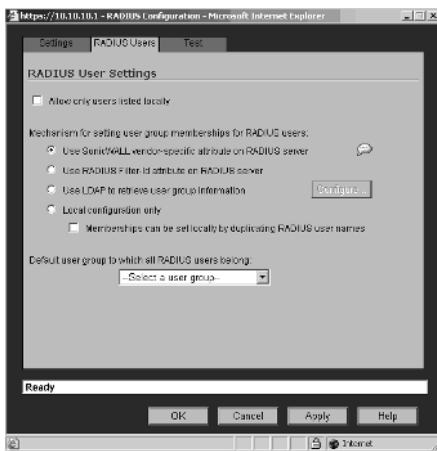 https://10.10.10.1 - RADIUS Configuration - Microsoft Internet Explorer
Settings RADIUS Users Test
RADIUS User Settings
Allow only users listed locally
Mechanism for setting user group memberships for RADIUS users:
Use SonicWALL vendor-specific attribute on RADIUS server
Use RADIUS Filter-Id attribute on RADIUS server
Use LDAP to retrieve user group information Configure...
Local configuration only
Memberships can be set locally by duplicating RADIUS user names
Default user group to which all RADIUS users belong:
--Select a user group--
Ready
OK Cancel Apply Help
Internet